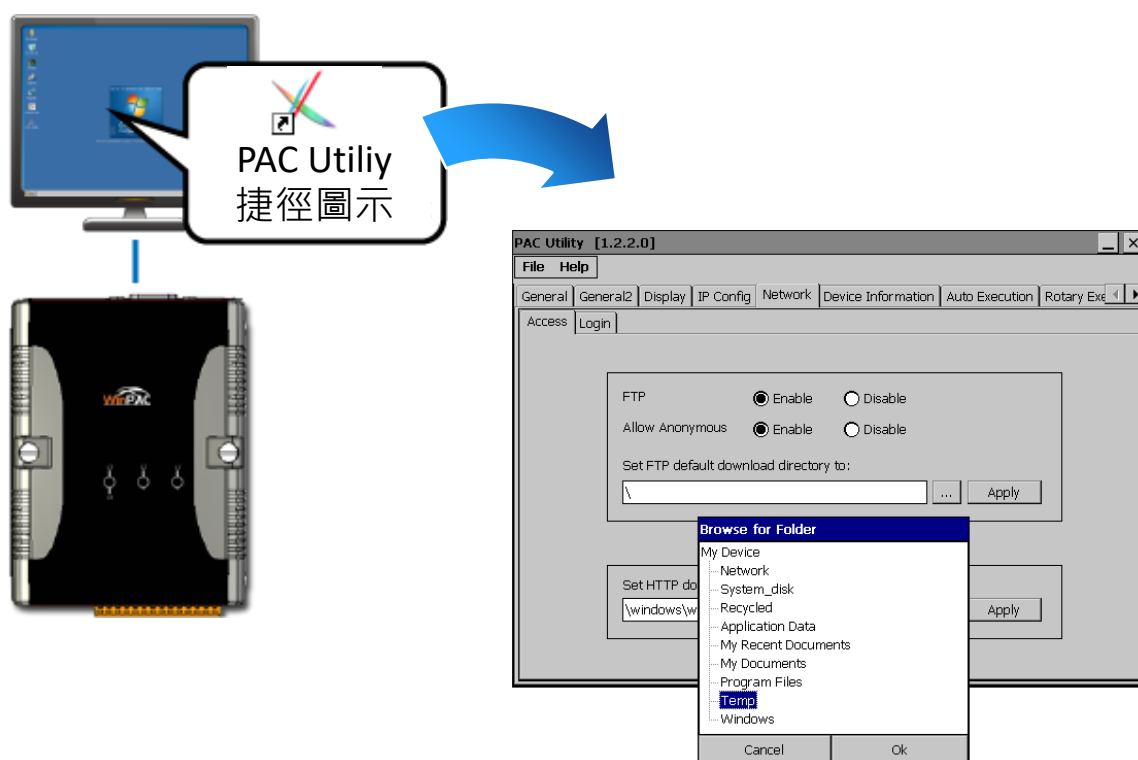 PAC Utiliy
捷徑圖示
WinPAC
PAC Utility [1.2.2.0]
File Help
General General2 Display IP Config Network Device Information Auto Execution Rotary Exe
Access Login
FTP Enable Disable
Allow Anonymous Enable Disable
Set FTP default download directory to:
\ ... Apply
Browse for Folder
My Device
Network
System_disk
Recycled
Application Data
My Recent Documents
My Documents
Program Files
Temp
Windows
Cancel Ok
Set HTTP do
\windows\w Apply